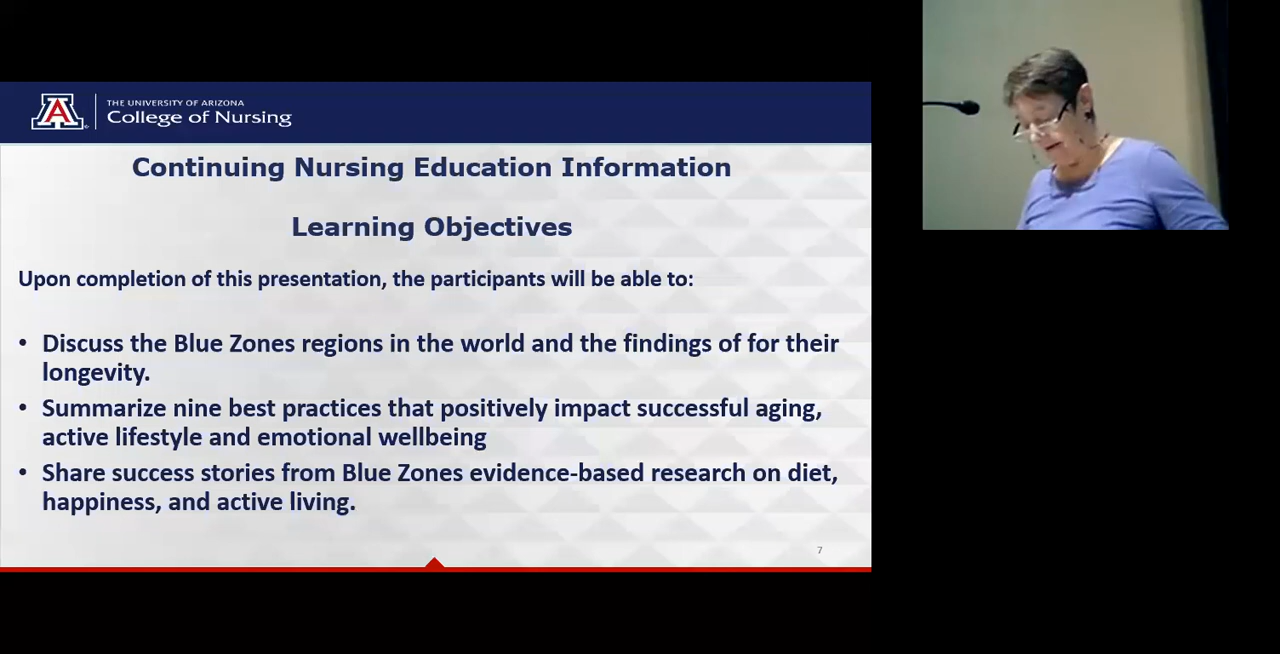 THE UNIVERSITY OF ARIZONA
College of Nursing
Continuing Nursing Education Information
Learning Objectives
Upon completion of this presentation, the participants will be able to:
• Discuss the Blue Zones regions in the world and the findings of for their
longevity.
• Summarize nine best practices that positively impact successful aging,
active lifestyle and emotional wellbeing
• Share success stories from Blue Zones evidence-based research on diet,
happiness, and active living.
7